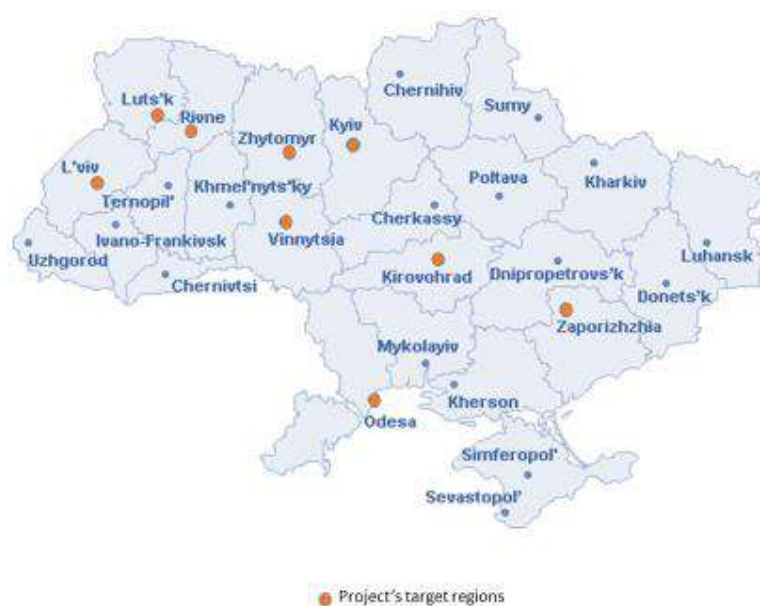 Chernihiv
Luts'k
Sumy
Rivne
Kyiv
Zhytomyr
L'viv
Khmel'nyts'ky
Poltava
Kharkiv
Ternopil'
Cherkassy
Ivano-Frankivsk
Vinnytsia
Luhansk
Uzhgorod
Kirovohrad
Dnipropetrovs'k
Chernivtsi
Donets'k
Zaporizhzhia
Mykolayiv
Kherson
Odesa
Simferopol'
Sevastopol'
Project's target regions